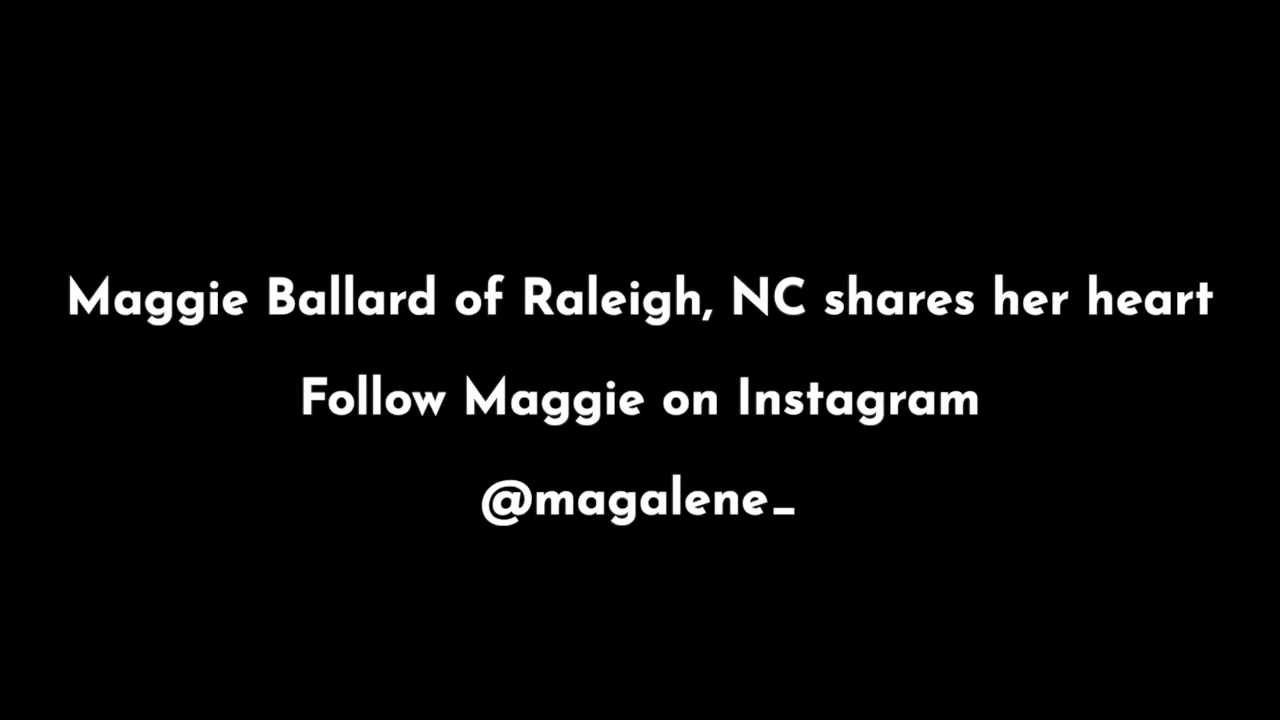 Maggie Ballard of Raleigh, NC shares her heart
Follow Maggie on Instagram
@magalene_